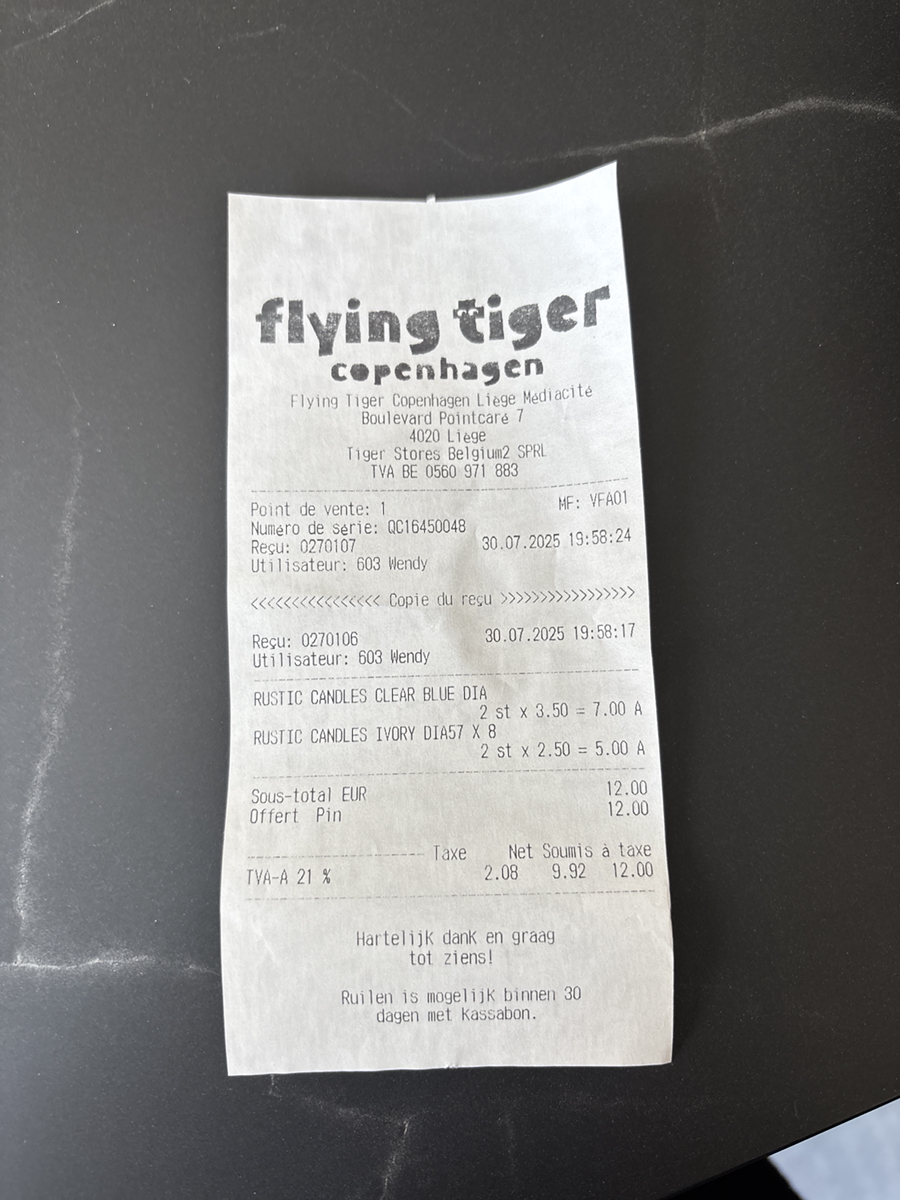 flying tiger
copenhagen
Flying Tiger Copenhagen Liège Médiacité
Boulevard Pointcaré 7
4020 Liège
Tiger Stores Belgium2 SPRL
TVA BE 0560 971 883
Point de vente: 1 MF: VFA01
Numéro de série: QC16450048
Reçu: 0270107 30.07.2025 19:58:24
Utilisateur: 603 Wendy
<<<<<<<<<<<<<<<< Copie du reçu >>>>>>>>>>>>>>>>>
Reçu: 0270106 30.07.2025 19:58:17
Utilisateur: 603 Wendy
RUSTIC CANDLES CLEAR BLUE DIA
2 st x 3.50 = 7.00 A
RUSTIC CANDLES IVORY DIA57 X 8
2 st x 2.50 = 5.00 A
Sous-total EUR 12.00
Offert Pin 12.00
Taxe Net Soumis à taxe
TVA-A 21 % 2.08 9.92 12.00
Hartelijk dank en graag
tot ziens!
Ruilen is mogelijk binnen 30
dagen met Kassabon.